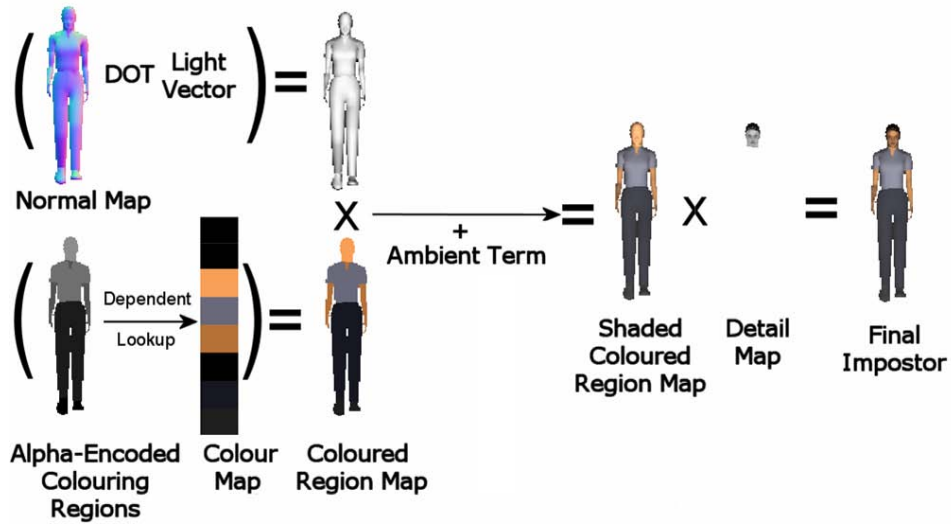 ( DOT Light Vector ) =
Normal Map
X
+
Ambient Term
=
X
=
( Dependent
Lookup
) =
Shaded
Coloured
Region Map
Detail
Map
Final
Impostor
Alpha-Encoded
Colouring
Regions
Colour
Map
Coloured
Region Map